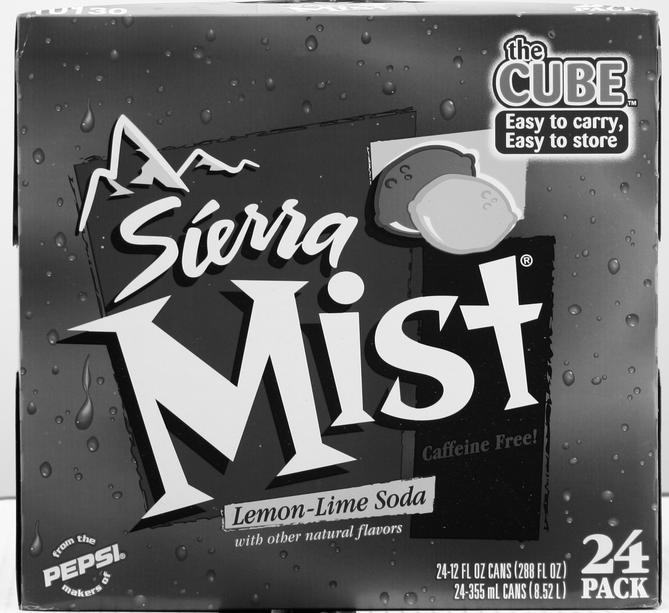 the
CUBE™
Easy to carry,
Easy to store
Sierra
Mist®
Caffeine Free!
Lemon-Lime Soda
with other natural flavors
from the
PEPSI®
makers of
24-12 FL OZ CANS (288 FL OZ)
24-355 mL CANS (8.52 L)
24
PACK